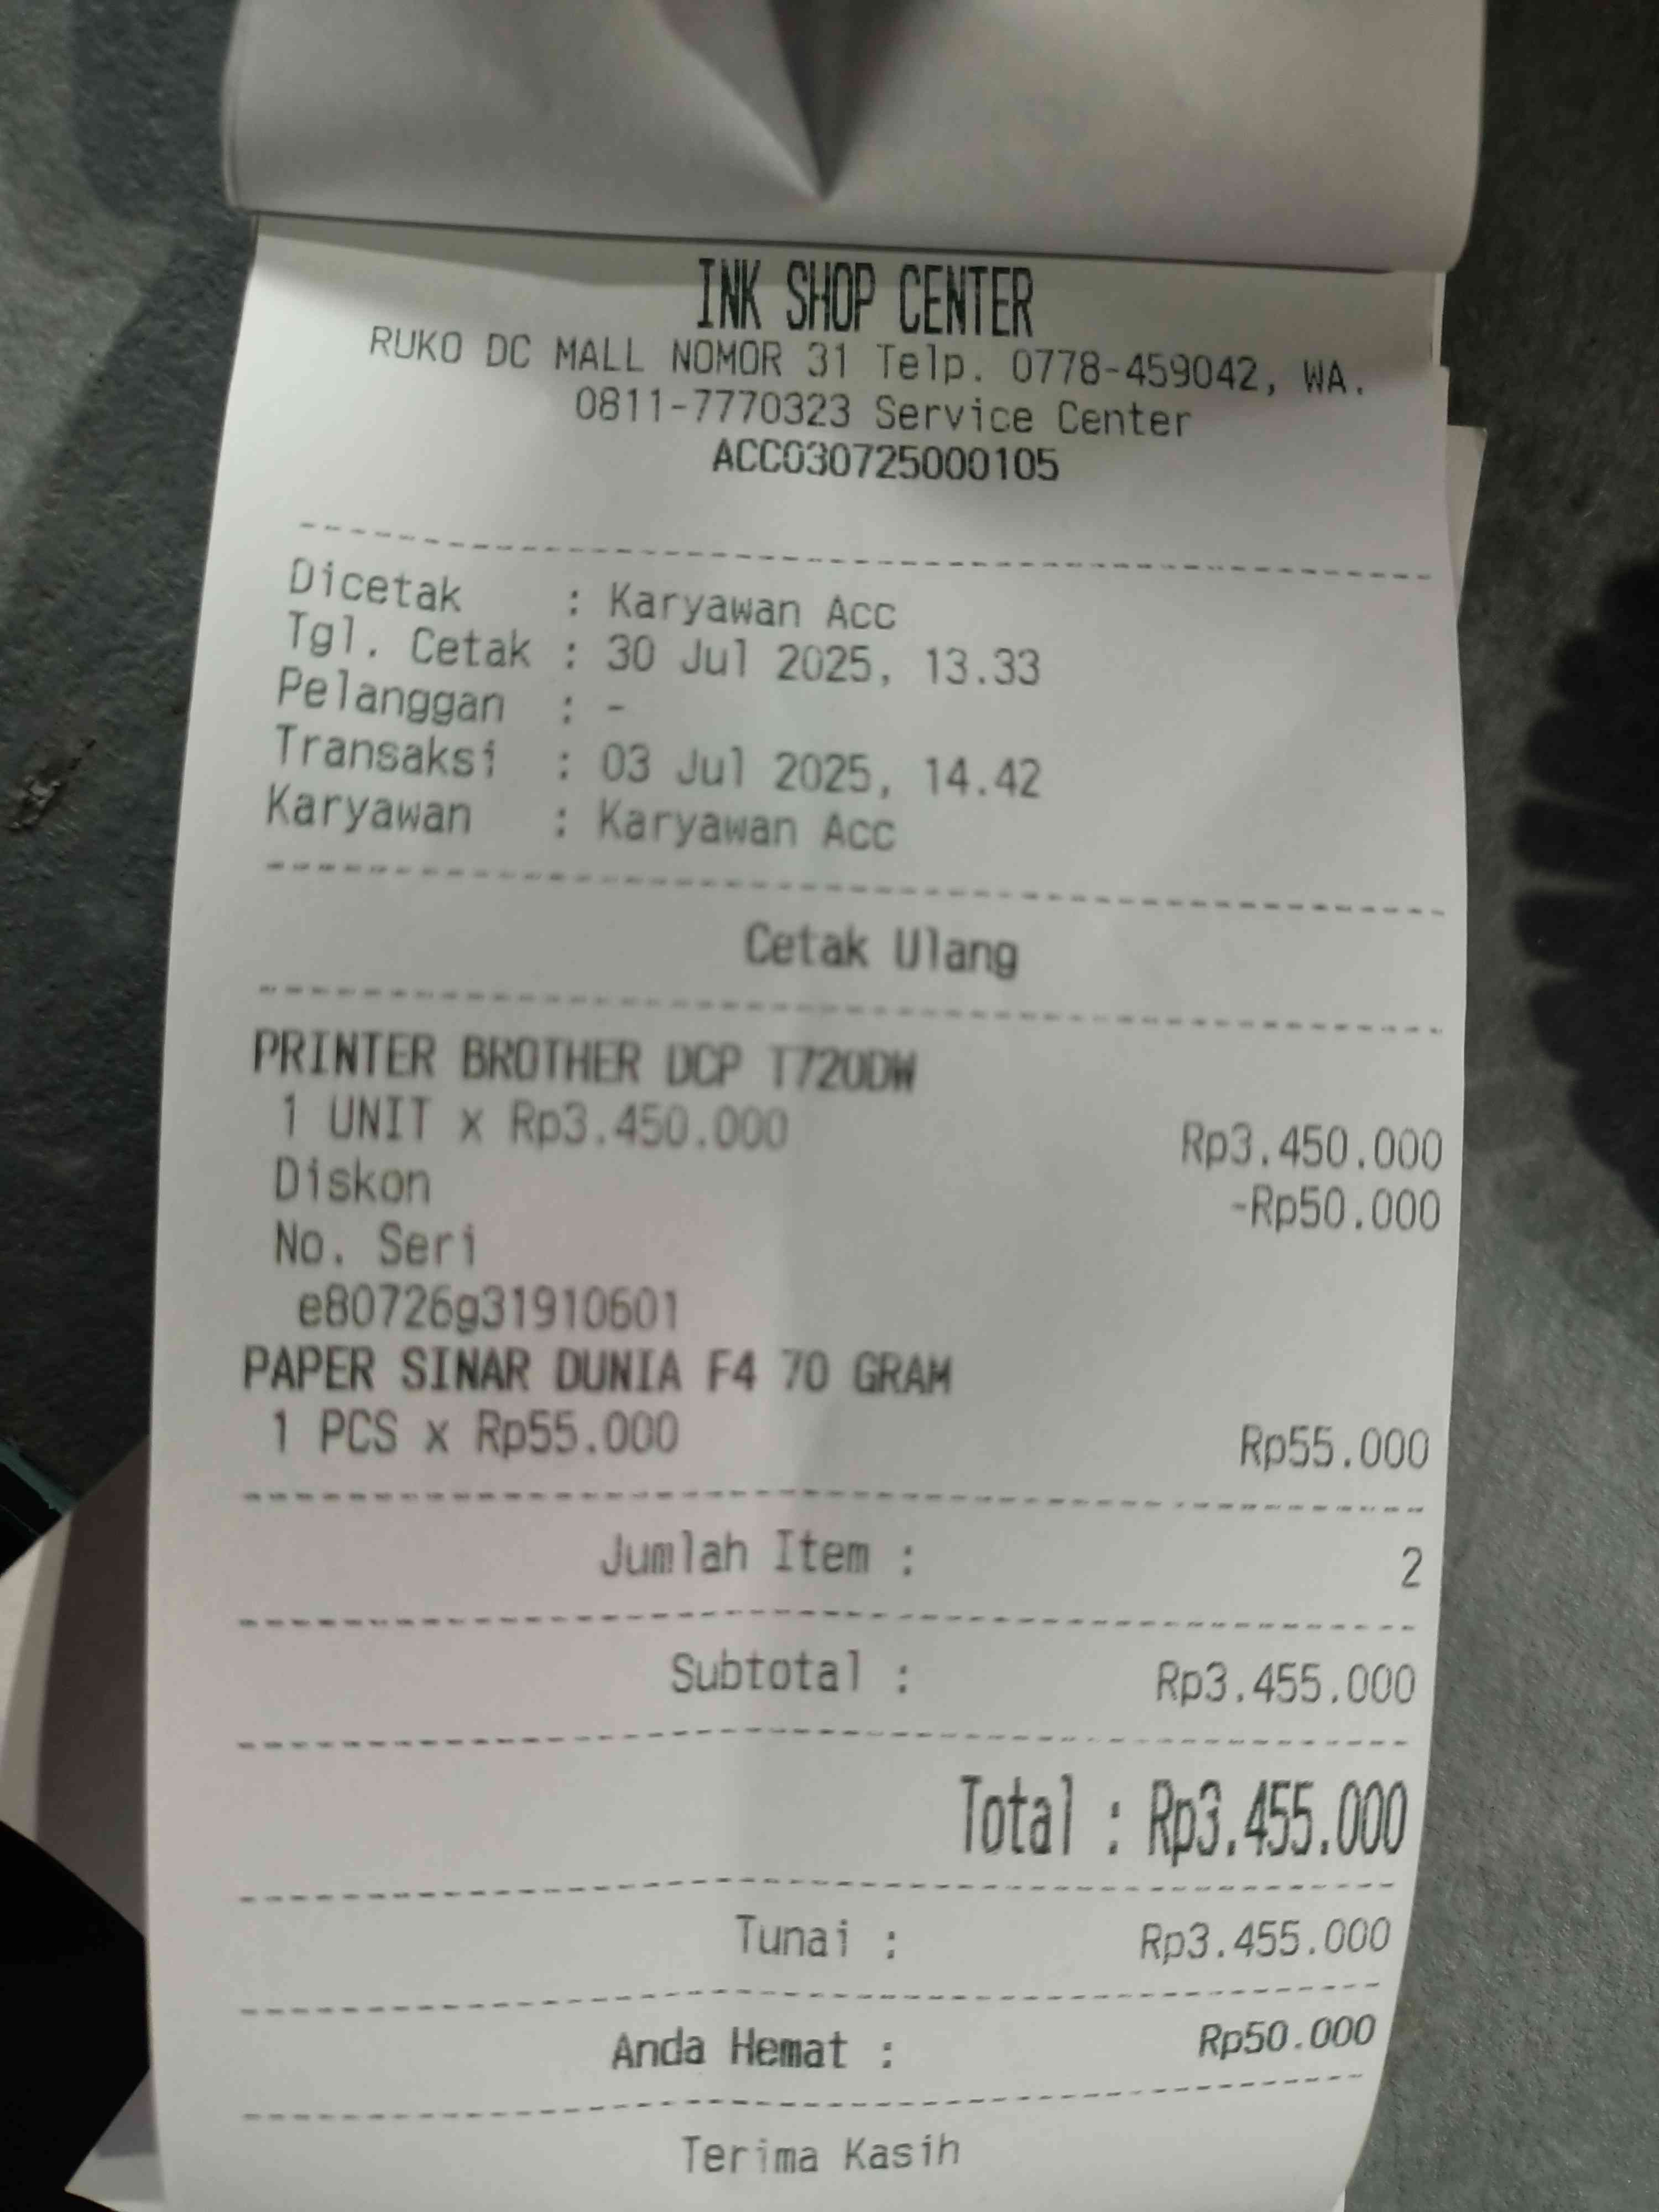 INK SHOP CENTER
RUKO DC MALL NOMOR 31 Telp. 0778-459042, WA.
0811-7770323 Service Center
ACC030725000105
Dicetak : Karyawan Acc
Tgl. Cetak : 30 Jul 2025, 13.33
Pelanggan : -
Transaksi : 03 Jul 2025, 14.42
Karyawan : Karyawan Acc
Cetak Ulang
PRINTER BROTHER DCP T720DW
1 UNIT x Rp3.450.000 Rp3.450.000
Diskon -Rp50.000
No. Seri
e80726g31910601
PAPER SINAR DUNIA F4 70 GRAM
1 PCS x Rp55.000 Rp55.000
Jumlah Item : 2
Subtotal : Rp3.455.000
Total : Rp3.455.000
Tunai : Rp3.455.000
Anda Hemat : Rp50.000
Terima Kasih